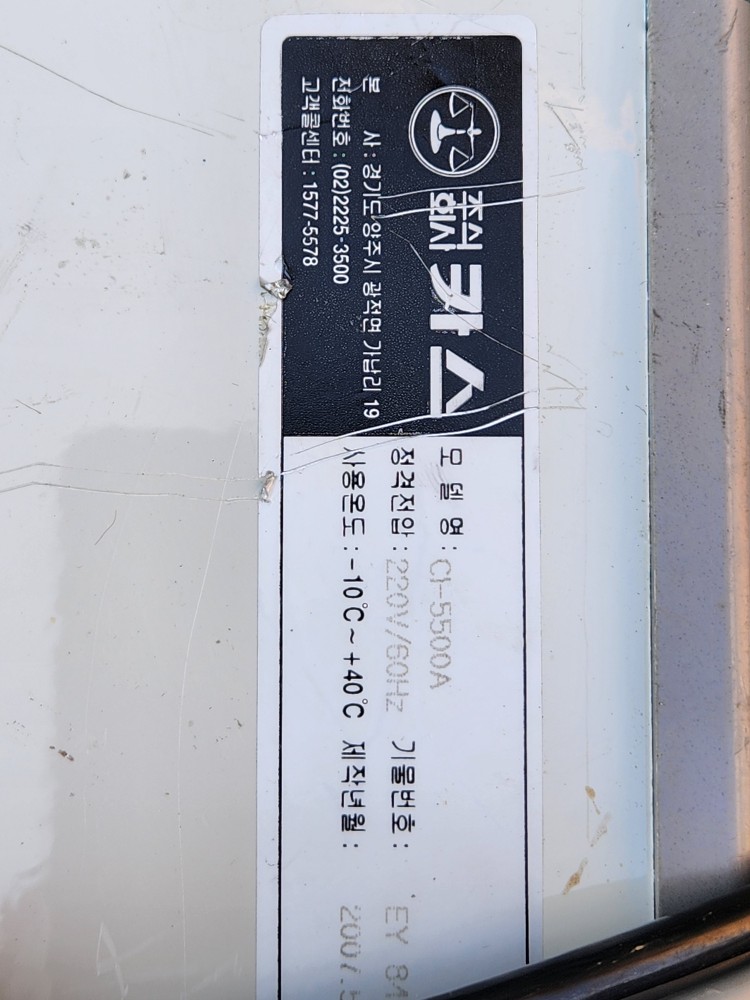 주식회사 카스
본 사 : 경기도 양주시 광적면 가납리 19
전화번호 : (02)2225-3500
고객콜센터 : 1577-5578
모 델 명 : CI-5500A
정격전압 : 220V/60Hz 기물번호 : EY
사용온도 : -10℃ ~ +40℃ 제작년월 : 2007.